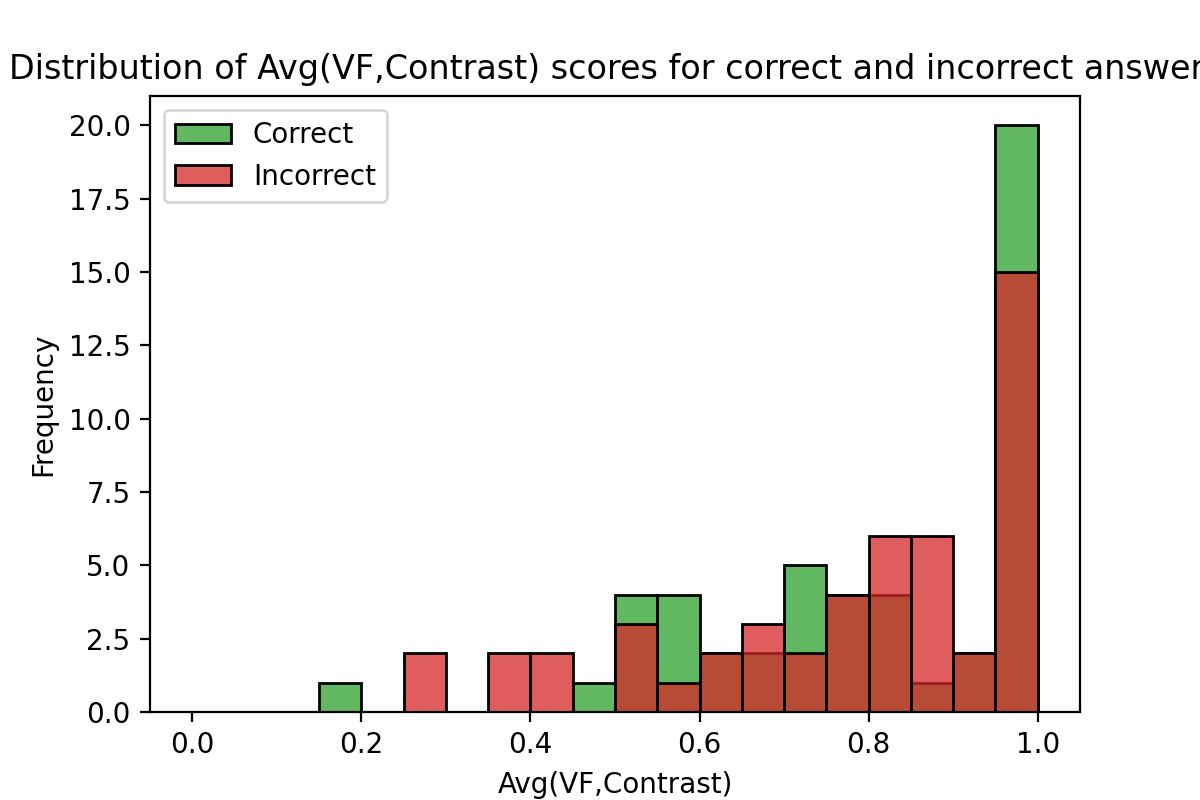 Distribution of Avg(VF,Contrast) scores for correct and incorrect answer
Correct
Incorrect
Frequency
20.0
17.5
15.0
12.5
10.0
7.5
5.0
2.5
0.0
0.0 0.2 0.4 0.6 0.8 1.0
Avg(VF,Contrast)